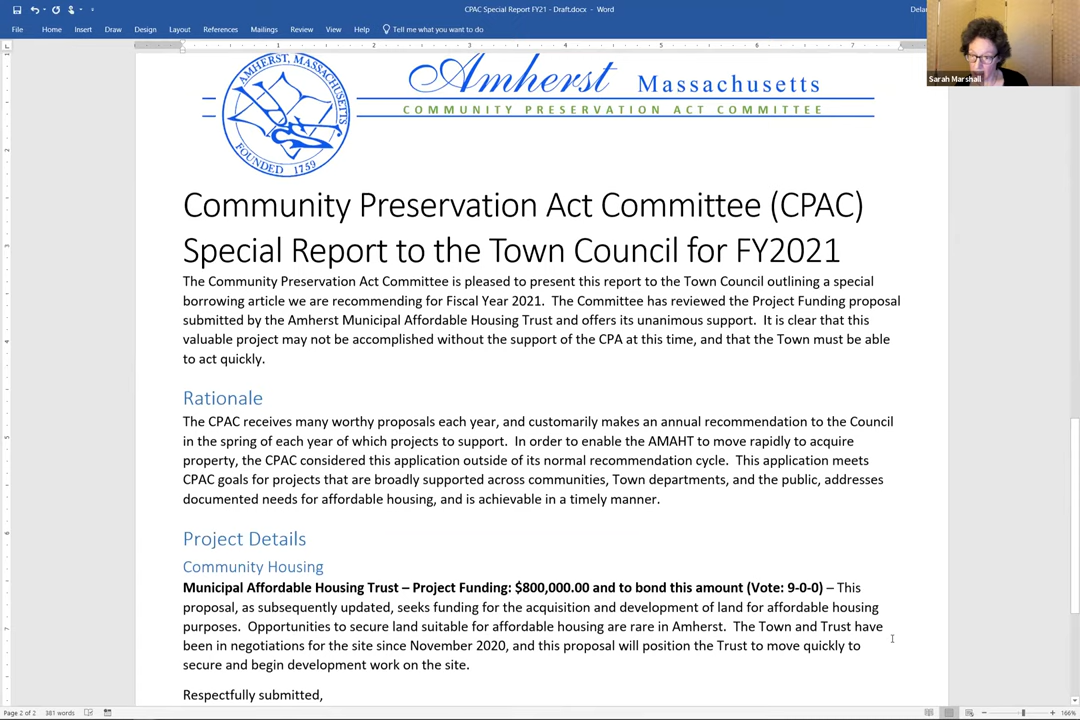 CPAC Special Report FY21 - Draft.docx - Word
File Home Insert Draw Design Layout References Mailings Review View Help Tell me what you want to do
Sarah Marshall
1 2 3 4 5 6 7
AMHERST, MASSACHUSETTS
FOUNDED 1759
Amherst Massachusetts
COMMUNITY PRESERVATION ACT COMMITTEE
Community Preservation Act Committee (CPAC)
Special Report to the Town Council for FY2021
The Community Preservation Act Committee is pleased to present this report to the Town Council outlining a special
borrowing article we are recommending for Fiscal Year 2021. The Committee has reviewed the Project Funding proposal
submitted by the Amherst Municipal Affordable Housing Trust and offers its unanimous support. It is clear that this
valuable project may not be accomplished without the support of the CPA at this time, and that the Town must be able
to act quickly.
Rationale
The CPAC receives many worthy proposals each year, and customarily makes an annual recommendation to the Council
in the spring of each year of which projects to support. In order to enable the AMAHT to move rapidly to acquire
property, the CPAC considered this application outside of its normal recommendation cycle. This application meets
CPAC goals for projects that are broadly supported across communities, Town departments, and the public, addresses
documented needs for affordable housing, and is achievable in a timely manner.
Project Details
Community Housing
Municipal Affordable Housing Trust – Project Funding: $800,000.00 and to bond this amount (Vote: 9-0-0) – This
proposal, as subsequently updated, seeks funding for the acquisition and development of land for affordable housing
purposes. Opportunities to secure land suitable for affordable housing are rare in Amherst. The Town and Trust have
been in negotiations for the site since November 2020, and this proposal will position the Trust to move quickly to
secure and begin development work on the site.
Respectfully submitted,
Page 2 of 2 381 words 166%